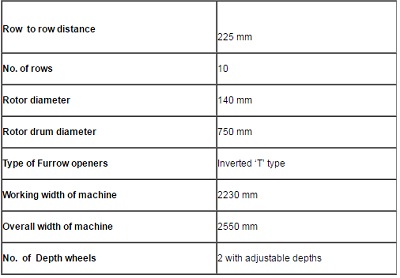 Row to row distance 225 mm
No. of rows 10
Rotor diameter 140 mm
Rotor drum diameter 750 mm
Type of Furrow openers Inverted ‘T’ type
Working width of machine 2230 mm
Overall width of machine 2550 mm
No. of Depth wheels 2 with adjustable depths